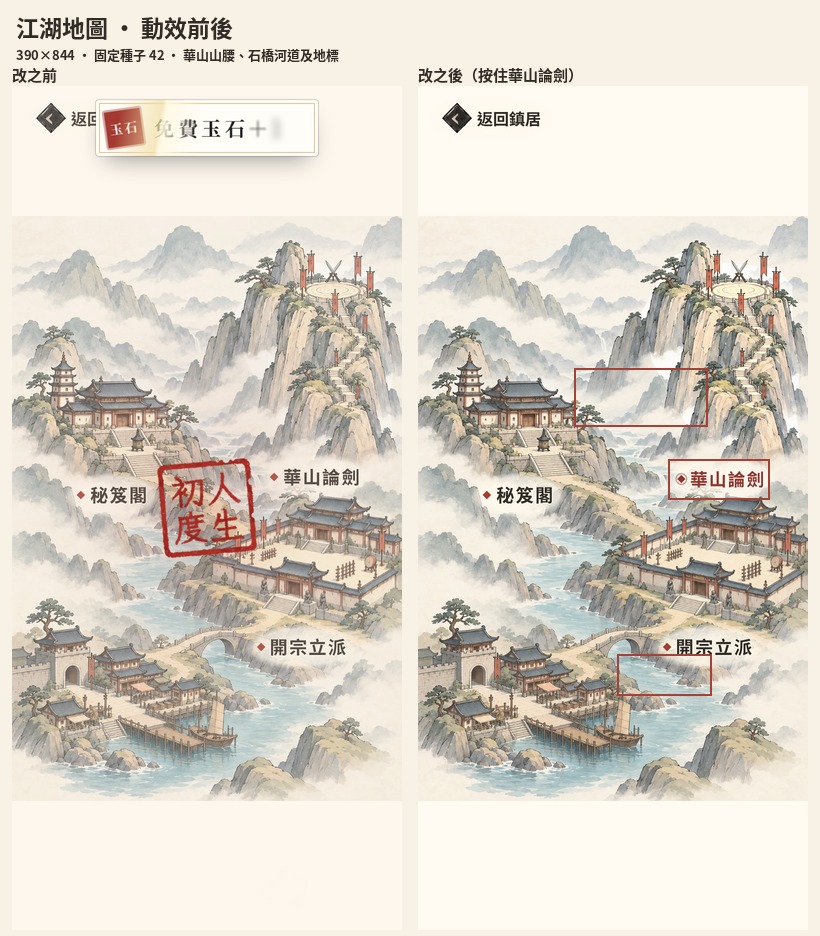 江湖地圖 · 動效前後
390×844 · 固定種子 42 · 華山山腰、石橋河道及地標
改之前
改之後（按住華山論劍）
返回
玉石
免費玉石+
返回鎮居
華山論劍
秘笈閣
初人
度生
開宗立派
華山論劍
秘笈閣
開宗立派